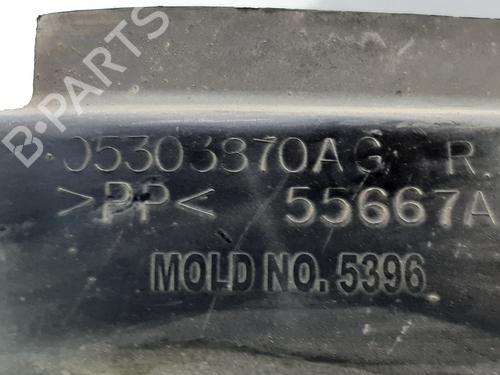 B-PARTS
05303870AG R.
>PP< 55667A
MOLD NO. 5396